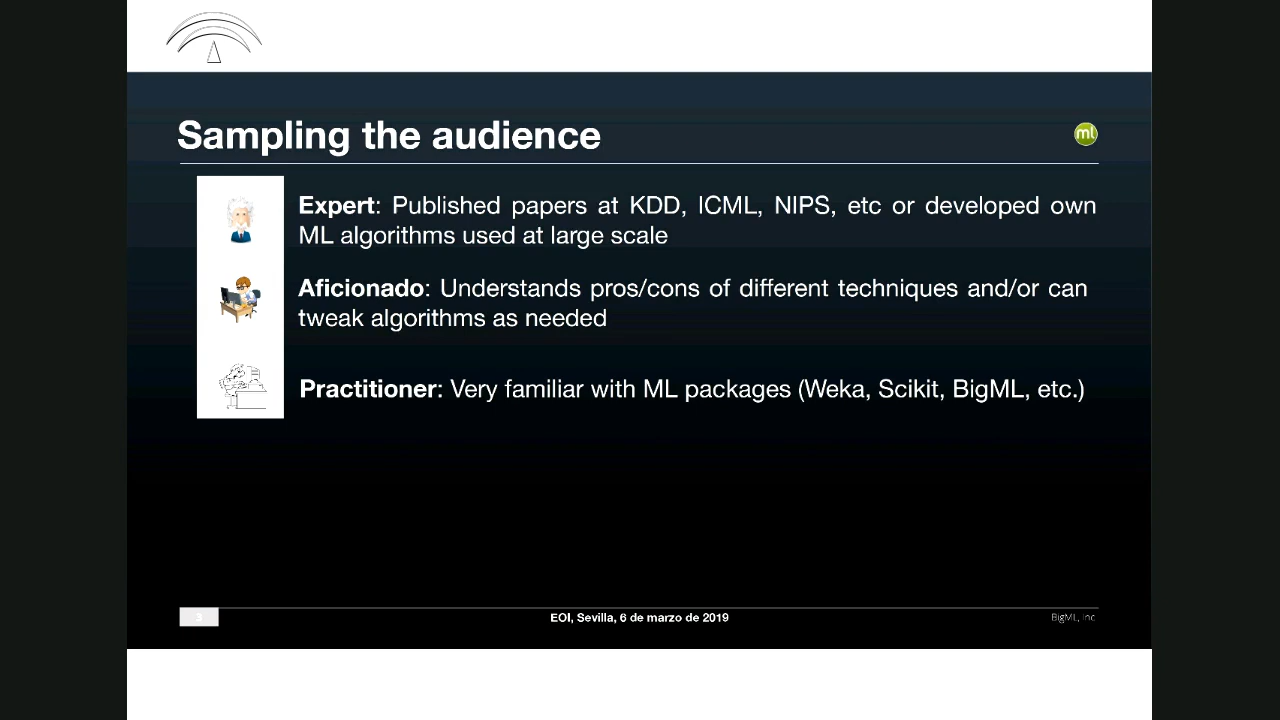 Sampling the audience
ml
Expert: Published papers at KDD, ICML, NIPS, etc or developed own
ML algorithms used at large scale
Aficionado: Understands pros/cons of different techniques and/or can
tweak algorithms as needed
Practitioner: Very familiar with ML packages (Weka, Scikit, BigML, etc.)
3
EOI, Sevilla, 6 de marzo de 2019
BigML, Inc